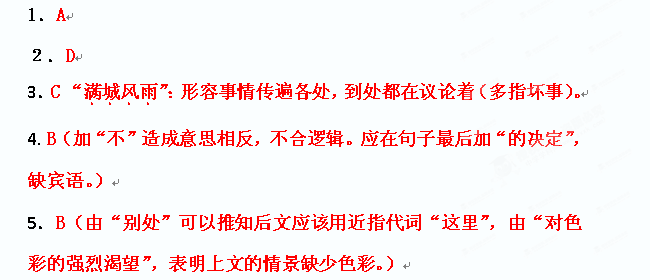 1. A
2. D
3. C “满城风雨”:形容事情传遍各处,到处都在议论着(多指坏事)。
4. B(加“不”造成意思相反,不合逻辑。应在句子最后加“的决定”,
缺宾语。)
5. B(由“别处”可以推知后文应该用近指代词“这里”,由“对色
彩的强烈渴望”,表明上文的情景缺少色彩。)